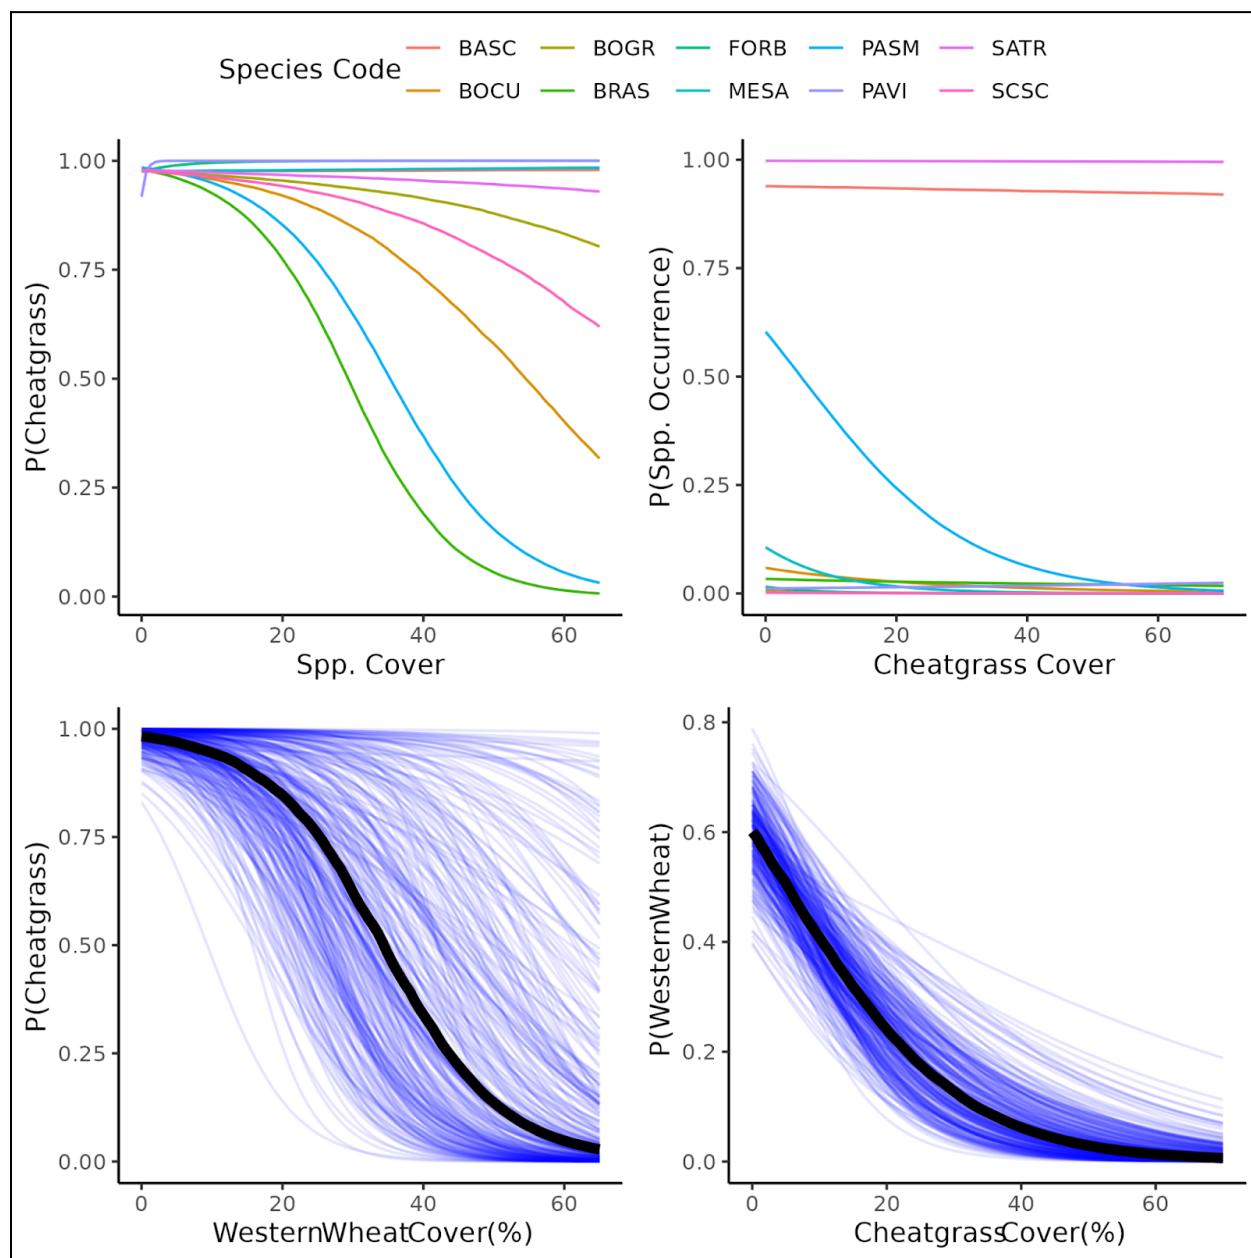 Species Code
BASC BOGR FORB PASM SATR
BOCU BRAS MESA PAVI SCSC
P(Cheatgrass)
1.00
0.75
0.50
0.25
0.00
0 20 40 60
Spp. Cover
P(Spp. Occurrence)
1.00
0.75
0.50
0.25
0.00
0 20 40 60
Cheatgrass Cover
P(Cheatgrass)
1.00
0.75
0.50
0.25
0.00
0 20 40 60
WesternWheatCover(%)
P(WesternWheat)
0.8
0.6
0.4
0.2
0.0
0 20 40 60
CheatgrassCover(%)